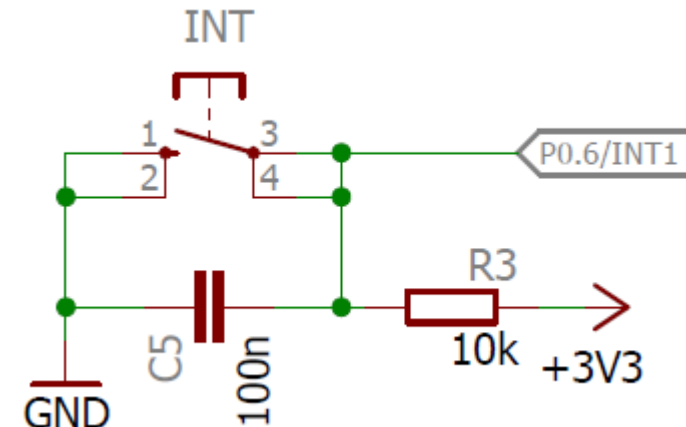 INT
1 3
2 4
P0.6/INT1
R3
C5
100n
10k
+3V3
GND